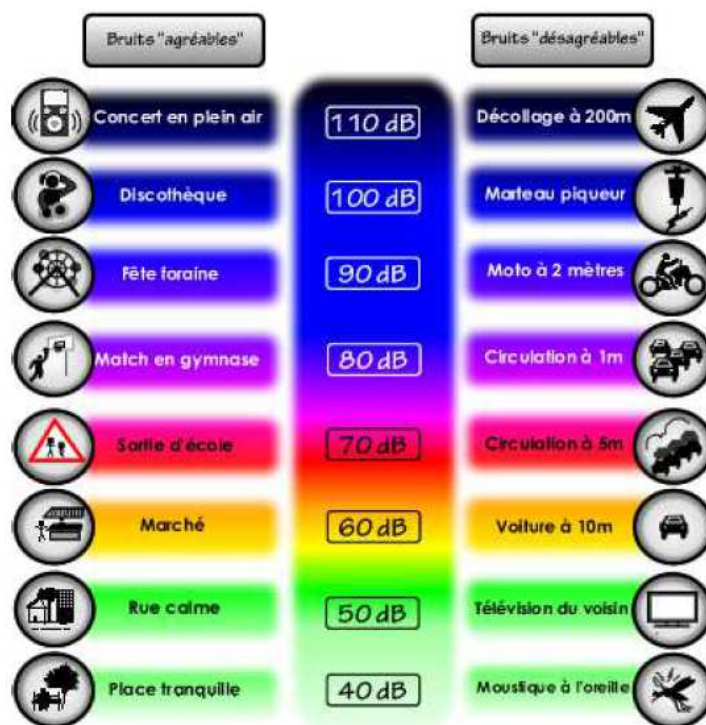 Bruits "agréables" Bruits "désagréables"
Concert en plein air 110 dB Décollage à 200m
Discothèque 100 dB Marteau piqueur
Fête foraine 90 dB Moto à 2 mètres
Match en gymnase 80 dB Circulation à 1m
Sortie d'école 70 dB Circulation à 5m
Marché 60 dB Voiture à 10m
Rue calme 50 dB Télévision du voisin
Place tranquille 40 dB Moustique à l'oreille